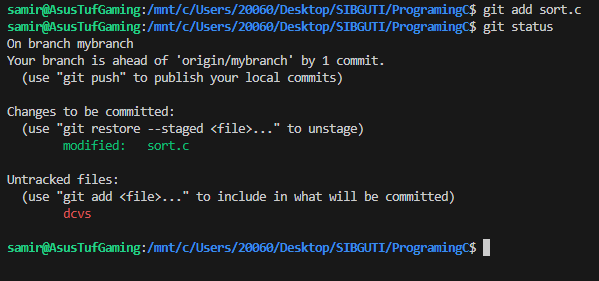 samir@AsusTufGaming:/mnt/c/Users/20060/Desktop/SIBGUTI/ProgramingC$ git add sort.c
samir@AsusTufGaming:/mnt/c/Users/20060/Desktop/SIBGUTI/ProgramingC$ git status
On branch mybranch
Your branch is ahead of 'origin/mybranch' by 1 commit.
  (use "git push" to publish your local commits)
Changes to be committed:
  (use "git restore --staged <file>..." to unstage)
        modified:   sort.c
Untracked files:
  (use "git add <file>..." to include in what will be committed)
        dcvs
samir@AsusTufGaming:/mnt/c/Users/20060/Desktop/SIBGUTI/ProgramingC$